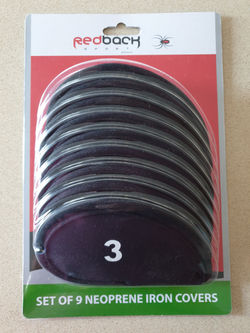 REDBACK
3
SET OF 9 NEOPRENE IRON COVERS